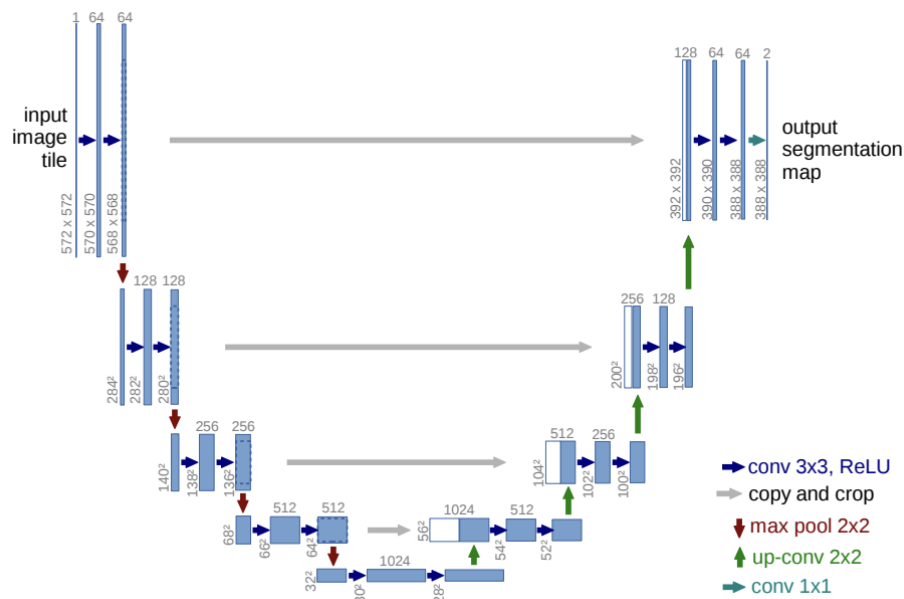 1 64 64
128 64 64 2
input
image
tile
output
segmentation
map
572 x 572
570 x 570
568 x 568
392 x 392
390 x 390
388 x 388
388 x 388
128 128
256 128
284²
282²
280²
200²
198²
196²
256 256
512 256
140²
138²
136²
104²
102²
100²
512 512
1024 512
68²
66²
64²
56²
54²
52²
1024
32²
conv 3x3, ReLU
copy and crop
max pool 2x2
up-conv 2x2
conv 1x1